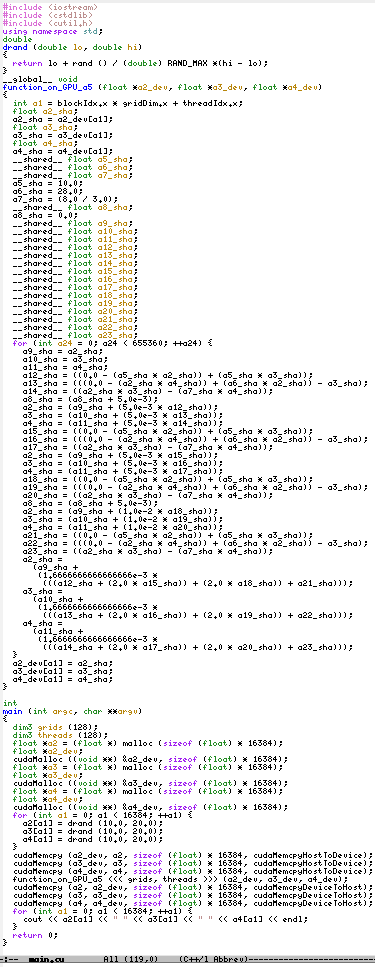 #include (iostream)
#include (cstdlib)
#include (cutil.h)
using namespace std;
double
drand (double lo, double hi)
{
return lo + rand () / (double) RAND_MAX *(hi - lo);
}
__global__ void
function_on_GPU_a5 (float *a2_dev, float *a3_dev, float *a4_dev)
{
int a1 = blockIdx.x * gridDim.x + threadIdx.x;
float a2_sha;
a2_sha = a2_dev[a1];
float a3_sha;
a3_sha = a3_dev[a1];
float a4_sha;
a4_sha = a4_dev[a1];
__shared__ float a5_sha;
__shared__ float a6_sha;
__shared__ float a7_sha;
a5_sha = 10.0;
a6_sha = 28.0;
a7_sha = (8.0 / 3.0);
__shared__ float a8_sha;
a8_sha = 0.0;
__shared__ float a9_sha;
__shared__ float a10_sha;
__shared__ float a11_sha;
__shared__ float a12_sha;
__shared__ float a13_sha;
__shared__ float a14_sha;
__shared__ float a15_sha;
__shared__ float a16_sha;
__shared__ float a17_sha;
__shared__ float a18_sha;
__shared__ float a19_sha;
__shared__ float a20_sha;
__shared__ float a21_sha;
__shared__ float a22_sha;
__shared__ float a23_sha;
for (int a24 = 0; a24 < 655360; ++a24) {
a9_sha = a2_sha;
a10_sha = a3_sha;
a11_sha = a4_sha;
a12_sha = ((0.0 - (a5_sha * a2_sha)) + (a5_sha * a3_sha));
a13_sha = (((0.0 - (a2_sha * a4_sha)) + (a6_sha * a2_sha)) - a3_sha);
a14_sha = ((a2_sha * a3_sha) - (a7_sha * a4_sha));
a8_sha = (a8_sha + 5.0e-3);
a2_sha = (a9_sha + (5.0e-3 * a12_sha));
a3_sha = (a10_sha + (5.0e-3 * a13_sha));
a4_sha = (a11_sha + (5.0e-3 * a14_sha));
a15_sha = ((0.0 - (a5_sha * a2_sha)) + (a5_sha * a3_sha));
a16_sha = (((0.0 - (a2_sha * a4_sha)) + (a6_sha * a2_sha)) - a3_sha);
a17_sha = ((a2_sha * a3_sha) - (a7_sha * a4_sha));
a2_sha = (a9_sha + (5.0e-3 * a15_sha));
a3_sha = (a10_sha + (5.0e-3 * a16_sha));
a4_sha = (a11_sha + (5.0e-3 * a17_sha));
a18_sha = ((0.0 - (a5_sha * a2_sha)) + (a5_sha * a3_sha));
a19_sha = (((0.0 - (a2_sha * a4_sha)) + (a6_sha * a2_sha)) - a3_sha);
a20_sha = ((a2_sha * a3_sha) - (a7_sha * a4_sha));
a8_sha = (a8_sha + 5.0e-3);
a2_sha = (a9_sha + (1.0e-2 * a18_sha));
a3_sha = (a10_sha + (1.0e-2 * a19_sha));
a4_sha = (a11_sha + (1.0e-2 * a20_sha));
a21_sha = ((0.0 - (a5_sha * a2_sha)) + (a5_sha * a3_sha));
a22_sha = (((0.0 - (a2_sha * a4_sha)) + (a6_sha * a2_sha)) - a3_sha);
a23_sha = ((a2_sha * a3_sha) - (a7_sha * a4_sha));
a2_sha =
(a9_sha +
(1.6666666666666666e-3 *
(((a12_sha + (2.0 * a15_sha)) + (2.0 * a18_sha)) + a21_sha)));
a3_sha =
(a10_sha +
(1.6666666666666666e-3 *
(((a13_sha + (2.0 * a16_sha)) + (2.0 * a19_sha)) + a22_sha)));
a4_sha =
(a11_sha +
(1.6666666666666666e-3 *
(((a14_sha + (2.0 * a17_sha)) + (2.0 * a20_sha)) + a23_sha)));
}
a2_dev[a1] = a2_sha;
a3_dev[a1] = a3_sha;
a4_dev[a1] = a4_sha;
}
int
main (int argc, char **argv)
{
dim3 grids (128);
dim3 threads (128);
float *a2 = (float *) malloc (sizeof (float) * 16384);
float *a2_dev;
cudaMalloc ((void **) &a2_dev, sizeof (float) * 16384);
float *a3 = (float *) malloc (sizeof (float) * 16384);
float *a3_dev;
cudaMalloc ((void **) &a3_dev, sizeof (float) * 16384);
float *a4 = (float *) malloc (sizeof (float) * 16384);
float *a4_dev;
cudaMalloc ((void **) &a4_dev, sizeof (float) * 16384);
for (int a1 = 0; a1 < 16384; ++a1) {
a2[a1] = drand (10.0, 20.0);
a3[a1] = drand (10.0, 20.0);
a4[a1] = drand (10.0, 20.0);
}
cudaMemcpy (a2_dev, a2, sizeof (float) * 16384, cudaMemcpyHostToDevice);
cudaMemcpy (a3_dev, a3, sizeof (float) * 16384, cudaMemcpyHostToDevice);
cudaMemcpy (a4_dev, a4, sizeof (float) * 16384, cudaMemcpyHostToDevice);
function_on_GPU_a5 <<< grids, threads >>> (a2_dev, a3_dev, a4_dev);
cudaMemcpy (a2, a2_dev, sizeof (float) * 16384, cudaMemcpyDeviceToHost);
cudaMemcpy (a3, a3_dev, sizeof (float) * 16384, cudaMemcpyDeviceToHost);
cudaMemcpy (a4, a4_dev, sizeof (float) * 16384, cudaMemcpyDeviceToHost);
for (int a1 = 0; a1 < 16384; ++a1) {
cout << a2[a1] << " " << a3[a1] << " " << a4[a1] << endl;
}
return 0;
}
-:-- main.cu All (119,0) (C++/l Abbrev)--------------------